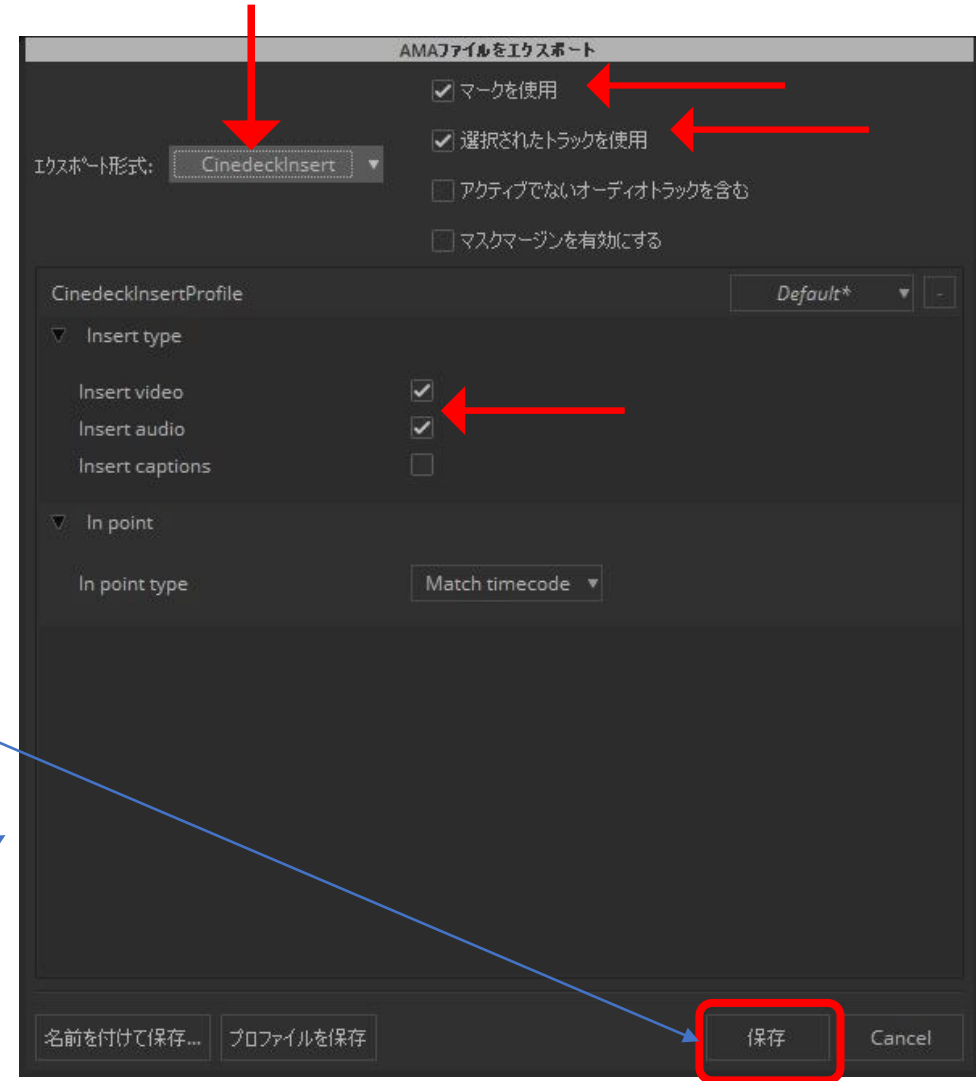 AMAファイルをエクスポート
マークを使用
選択されたトラックを使用
エクスポート形式: CinedeckInsert
アクティブでないオーディオトラックを含む
マスクマージンを有効にする
CinedeckInsertProfile Default* -
Insert type
Insert video
Insert audio
Insert captions
In point
In point type Match timecode
名前を付けて保存... プロファイルを保存 保存 Cancel